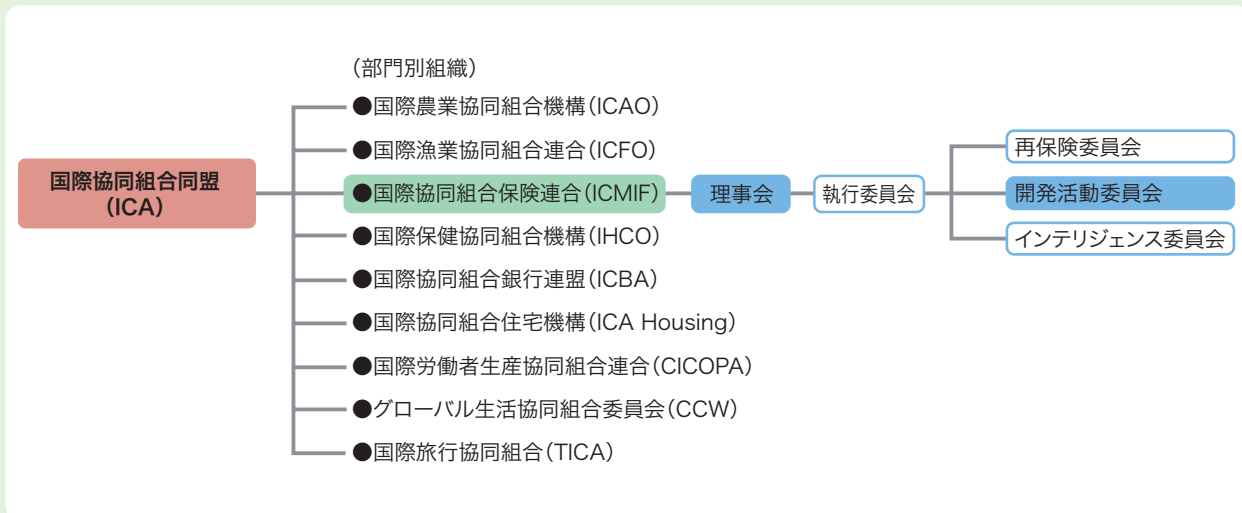 (部門別組織)
●国際農業協同組合機構(ICAO)
●国際漁業協同組合連合(ICFO)
国際協同組合同盟
(ICA)
●国際協同組合保険連合(ICMIF)
理事会
執行委員会
再保険委員会
開発活動委員会
インテリジェンス委員会
●国際保健協同組合機構(IHCO)
●国際協同組合銀行連盟(ICBA)
●国際協同組合住宅機構(ICA Housing)
●国際労働者生産協同組合連合(CICOPA)
●グローバル生活協同組合委員会(CCW)
●国際旅行協同組合(TICA)